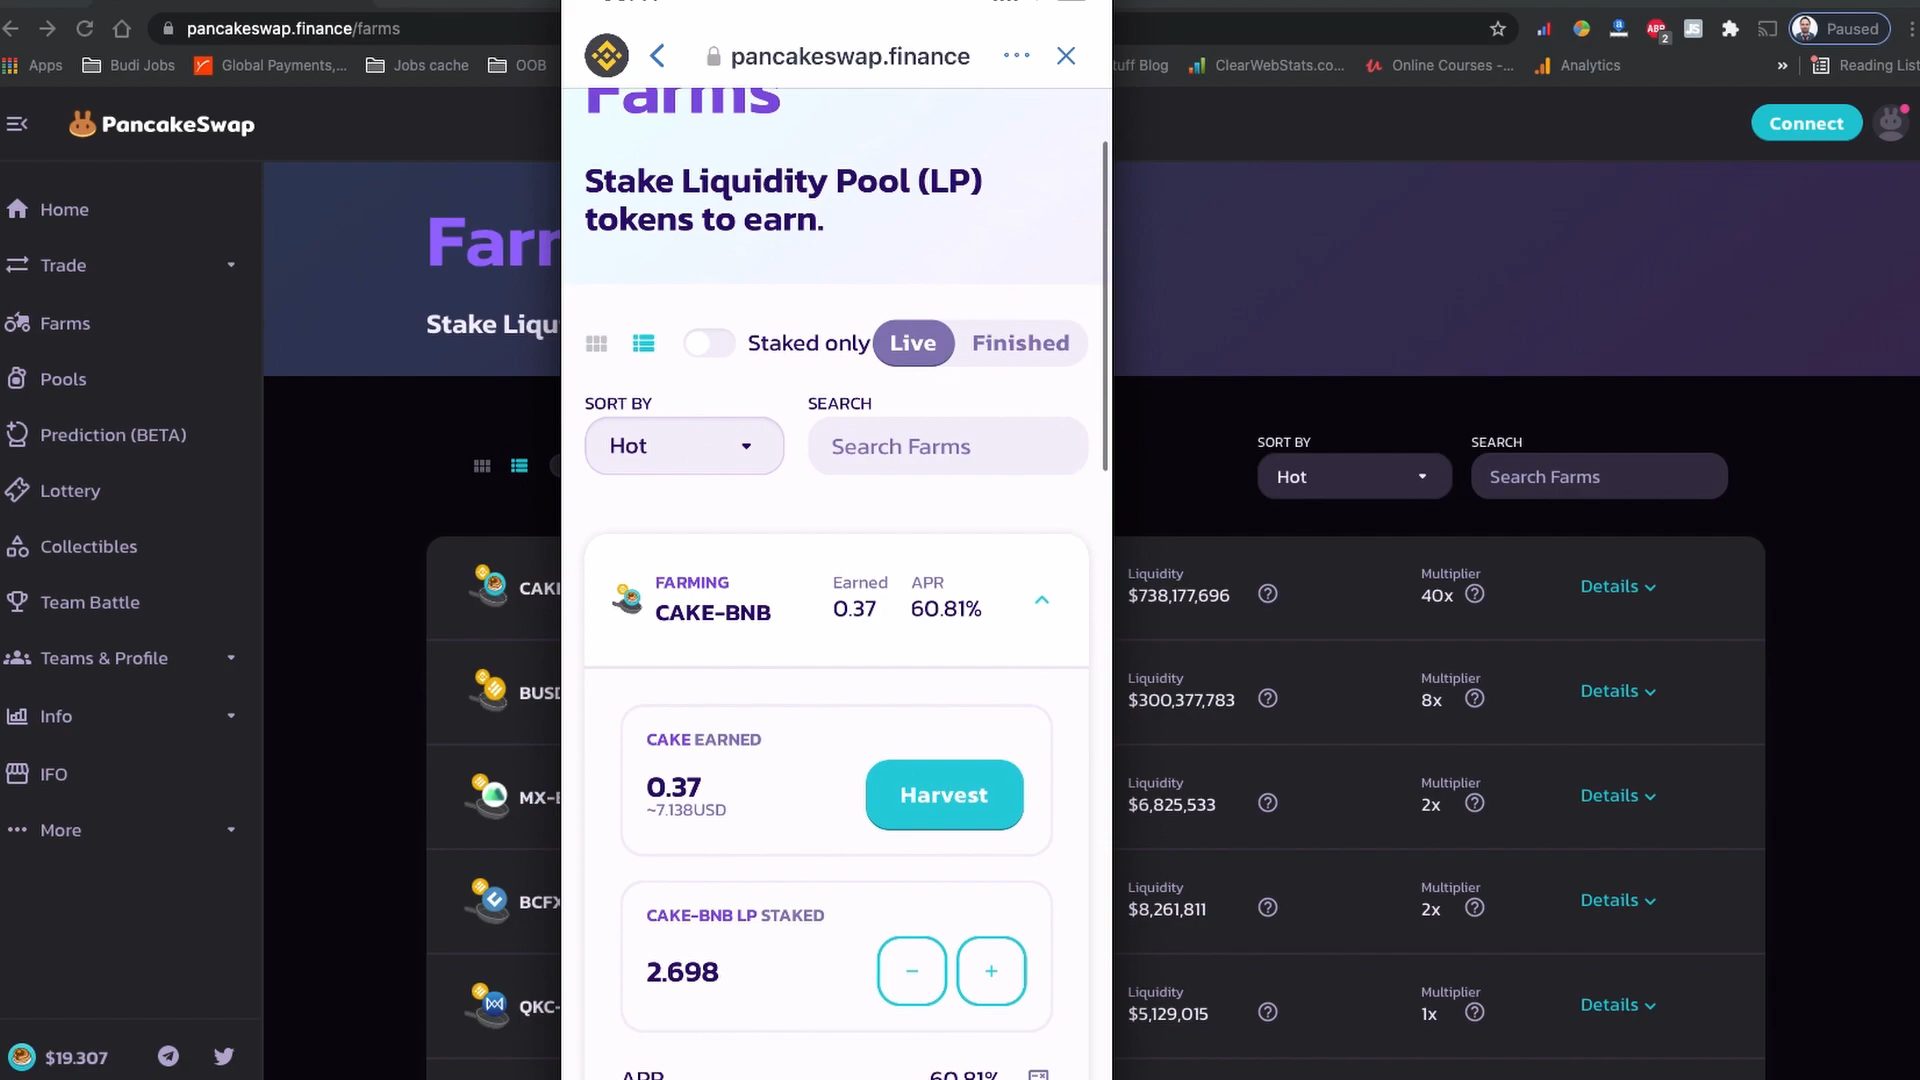 pancakeswap.finance/farms
2
Paused
Apps
Budi Jobs
Global Payments,...
Jobs cache
OOB
tuff Blog
ClearWebStats.co...
Online Courses -...
Analytics
»
Reading List
PancakeSwap
Connect
Home
Trade
Farms
Pools
Prediction (BETA)
Lottery
Collectibles
Team Battle
Teams & Profile
Info
IFO
More
$19.307
Farm
Stake Liqu
pancakeswap.finance
Farms
Stake Liquidity Pool (LP)
tokens to earn.
Staked only
Live
Finished
SORT BY
SEARCH
Hot
Search Farms
FARMING
CAKE-BNB
Earned
0.37
APR
60.81%
CAKE EARNED
0.37
~7.138USD
Harvest
CAKE-BNB LP STAKED
2.698
−
+
APR
60.81%
SORT BY
SEARCH
Hot
Search Farms
CAKE
Liquidity
$738,177,696
Multiplier
40x
Details
BUSD
Liquidity
$300,377,783
Multiplier
8x
Details
MX-B
Liquidity
$6,825,533
Multiplier
2x
Details
BCFX
Liquidity
$8,261,811
Multiplier
2x
Details
QKC-
Liquidity
$5,129,015
Multiplier
1x
Details